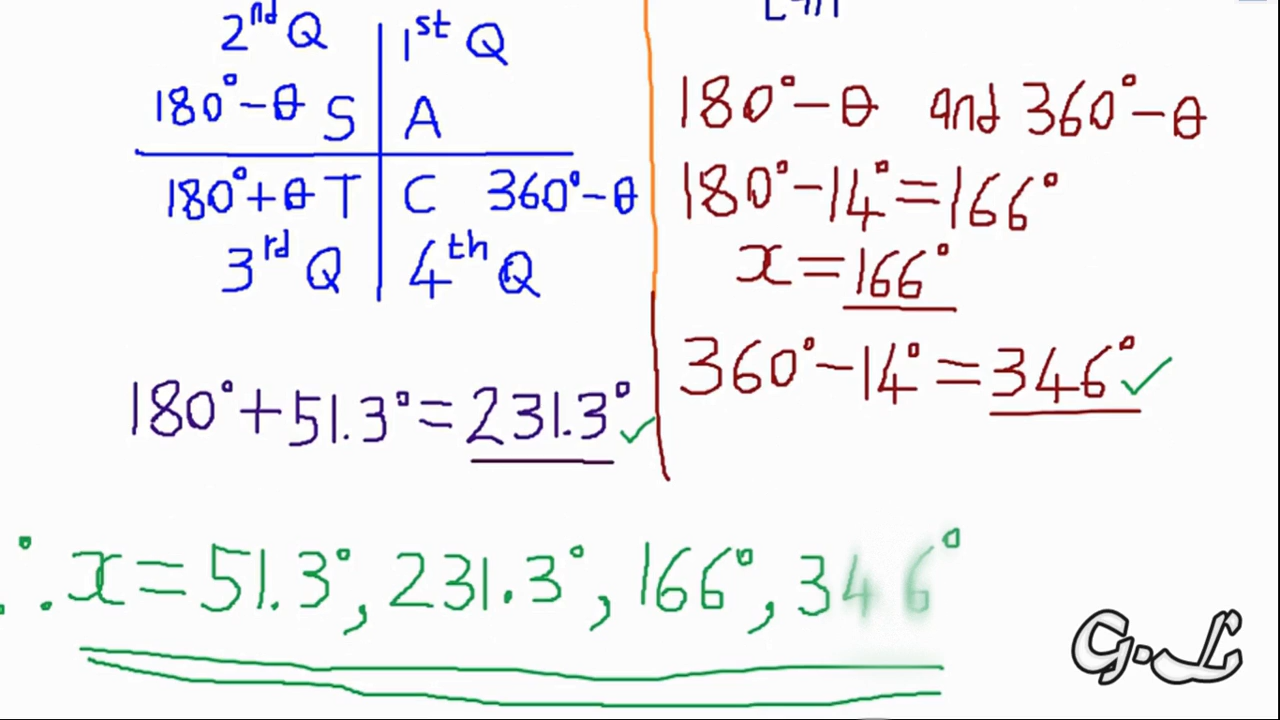 2nd Q 1st Q
180°-θ S A
180°+θ T C 360°-θ
3rd Q 4th Q
180°+51.3°=231.3° ✓
180°-θ and 360°-θ
180°-14°=166°
x=166°
360°-14°=346° ✓
∴ x=51.3°, 231.3°, 166°, 346°
G.L